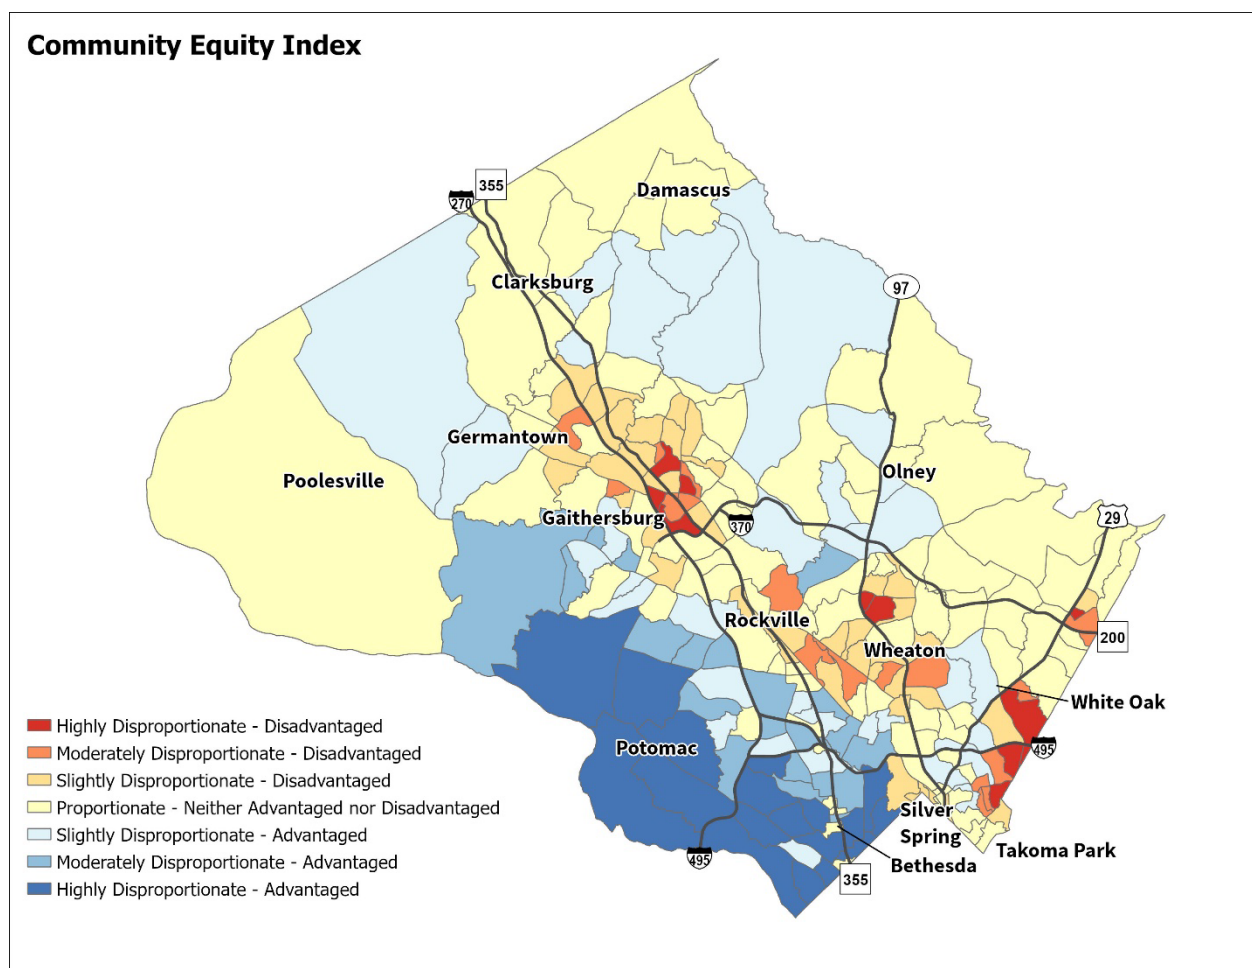 Community Equity Index
355
270
Damascus
Clarksburg
97
Germantown
Olney
Poolesville
Gaithersburg
370
29
Rockville
Wheaton
200
White Oak
495
Potomac
Silver
Spring
Takoma Park
Bethesda
495
355
Highly Disproportionate - Disadvantaged
Moderately Disproportionate - Disadvantaged
Slightly Disproportionate - Disadvantaged
Proportionate - Neither Advantaged nor Disadvantaged
Slightly Disproportionate - Advantaged
Moderately Disproportionate - Advantaged
Highly Disproportionate - Advantaged